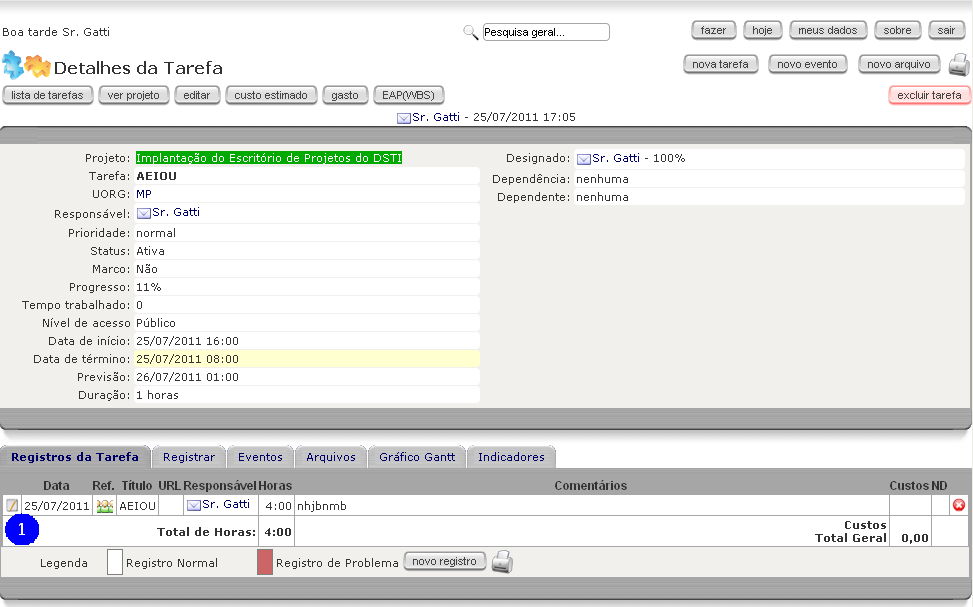 Boa tarde Sr. Gatti
Pesquisa geral...
fazer hoje meus dados sobre sair
Detalhes da Tarefa
nova tarefa novo evento novo arquivo
lista de tarefas ver projeto editar custo estimado gasto EAP(WBS) excluir tarefa
Sr. Gatti - 25/07/2011 17:05
Projeto: Implantação do Escritório de Projetos do DSTI
Tarefa: AEIOU
UORG: MP
Responsável: Sr. Gatti
Prioridade: normal
Status: Ativa
Marco: Não
Progresso: 11%
Tempo trabalhado: 0
Nível de acesso Público
Data de início: 25/07/2011 16:00
Data de término: 25/07/2011 08:00
Previsão: 26/07/2011 01:00
Duração: 1 horas
Designado: Sr. Gatti - 100%
Dependência: nenhuma
Dependente: nenhuma
Registros da Tarefa Registrar Eventos Arquivos Gráfico Gantt Indicadores
Data Ref. Título URL Responsável Horas Comentários Custos ND
25/07/2011 AEIOU Sr. Gatti 4:00 nhjbnmb
1
Total de Horas: 4:00
Custos
Total Geral 0,00
Legenda Registro Normal Registro de Problema novo registro